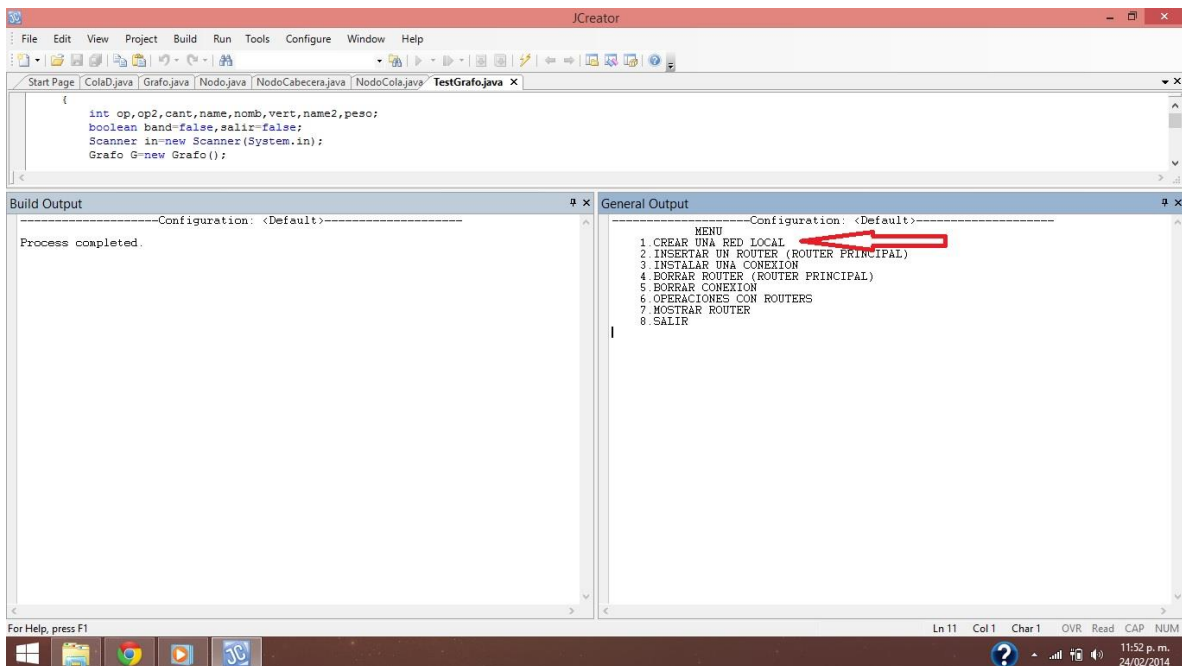 JCreator
File Edit View Project Build Run Tools Configure Window Help
Start Page ColaD.java Grafo.java Nodo.java NodoCabecera.java NodoCola.java TestGrafo.java
{
int op,op2,cant,name,nomb,vert,name2,peso;
boolean band=false,salir=false;
Scanner in=new Scanner(System.in);
Grafo G=new Grafo();
Build Output
--------------------Configuration: <Default>--------------------
Process completed.
General Output
--------------------Configuration: <Default>--------------------
MENU
1.CREAR UNA RED LOCAL
2.INSERTAR UN ROUTER (ROUTER PRINCIPAL)
3.INSTALAR UNA CONEXION
4.BORRAR ROUTER (ROUTER PRINCIPAL)
5.BORRAR CONEXION
6.OPERACIONES CON ROUTERS
7.MOSTRAR ROUTER
8.SALIR
For Help, press F1
Ln 11 Col 1 Char 1 OVR Read CAP NUM
JC
11:52 p. m.
24/02/2014